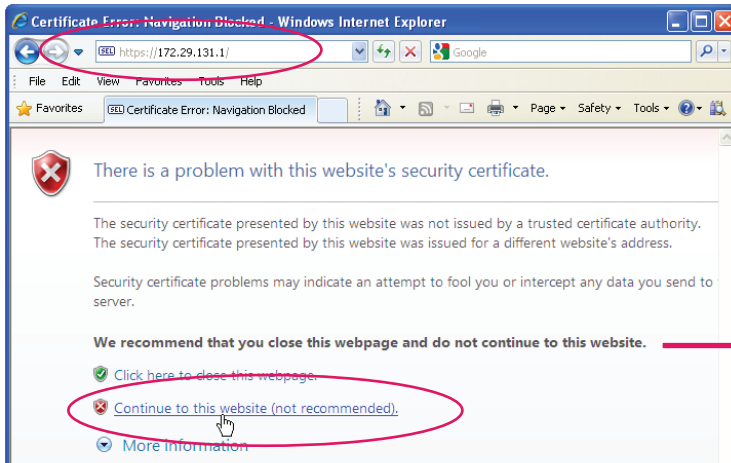 Certificate Error: Navigation Blocked - Windows Internet Explorer
SEL https://172.29.131.1/
Google
File Edit View Favorites Tools Help
Favorites
SEL Certificate Error: Navigation Blocked
Page Safety Tools
There is a problem with this website's security certificate.
The security certificate presented by this website was not issued by a trusted certificate authority.
The security certificate presented by this website was issued for a different website's address.
Security certificate problems may indicate an attempt to fool you or intercept any data you send to
server.
We recommend that you close this webpage and do not continue to this website.
Click here to close this webpage.
Continue to this website (not recommended).
More information